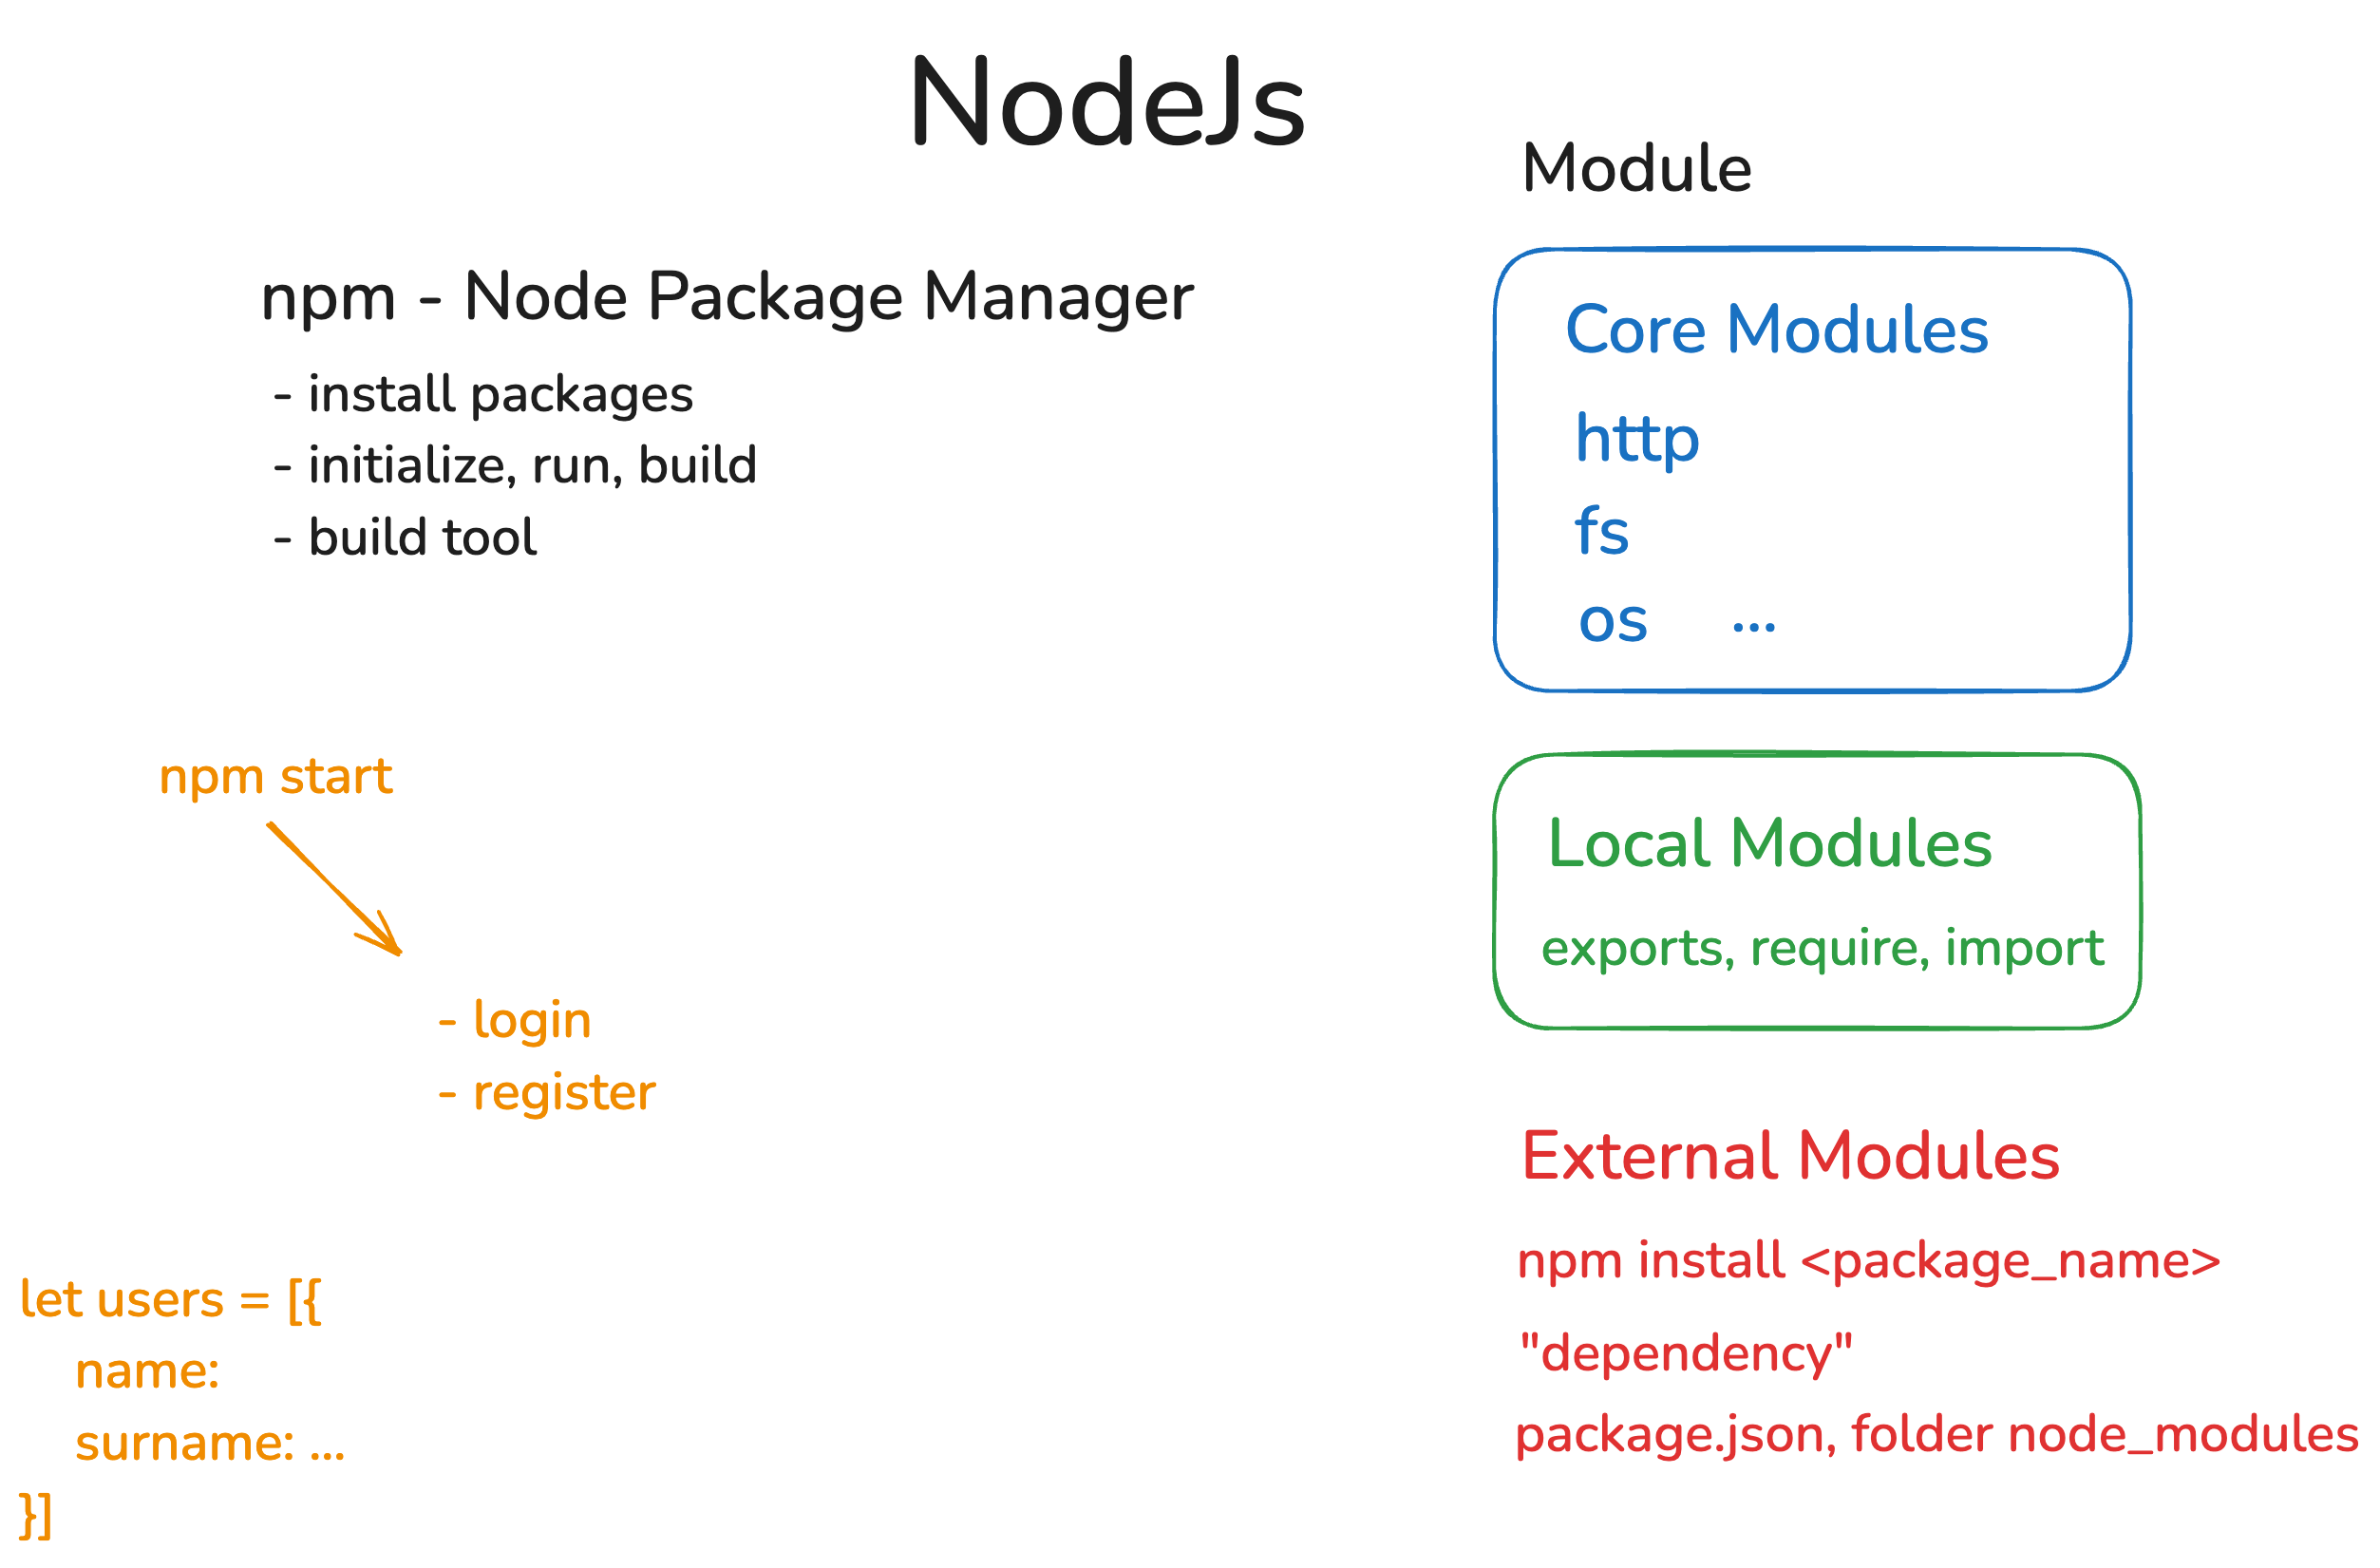 NodeJs
npm - Node Package Manager
- install packages
- initialize, run, build
- build tool
npm start
- login
- register
let users = [{
name:
surname: ...
}]
Module
Core Modules
http
fs
os ...
Local Modules
exports, require, import
External Modules
npm install <package_name>
"dependency"
package.json, folder node_modules